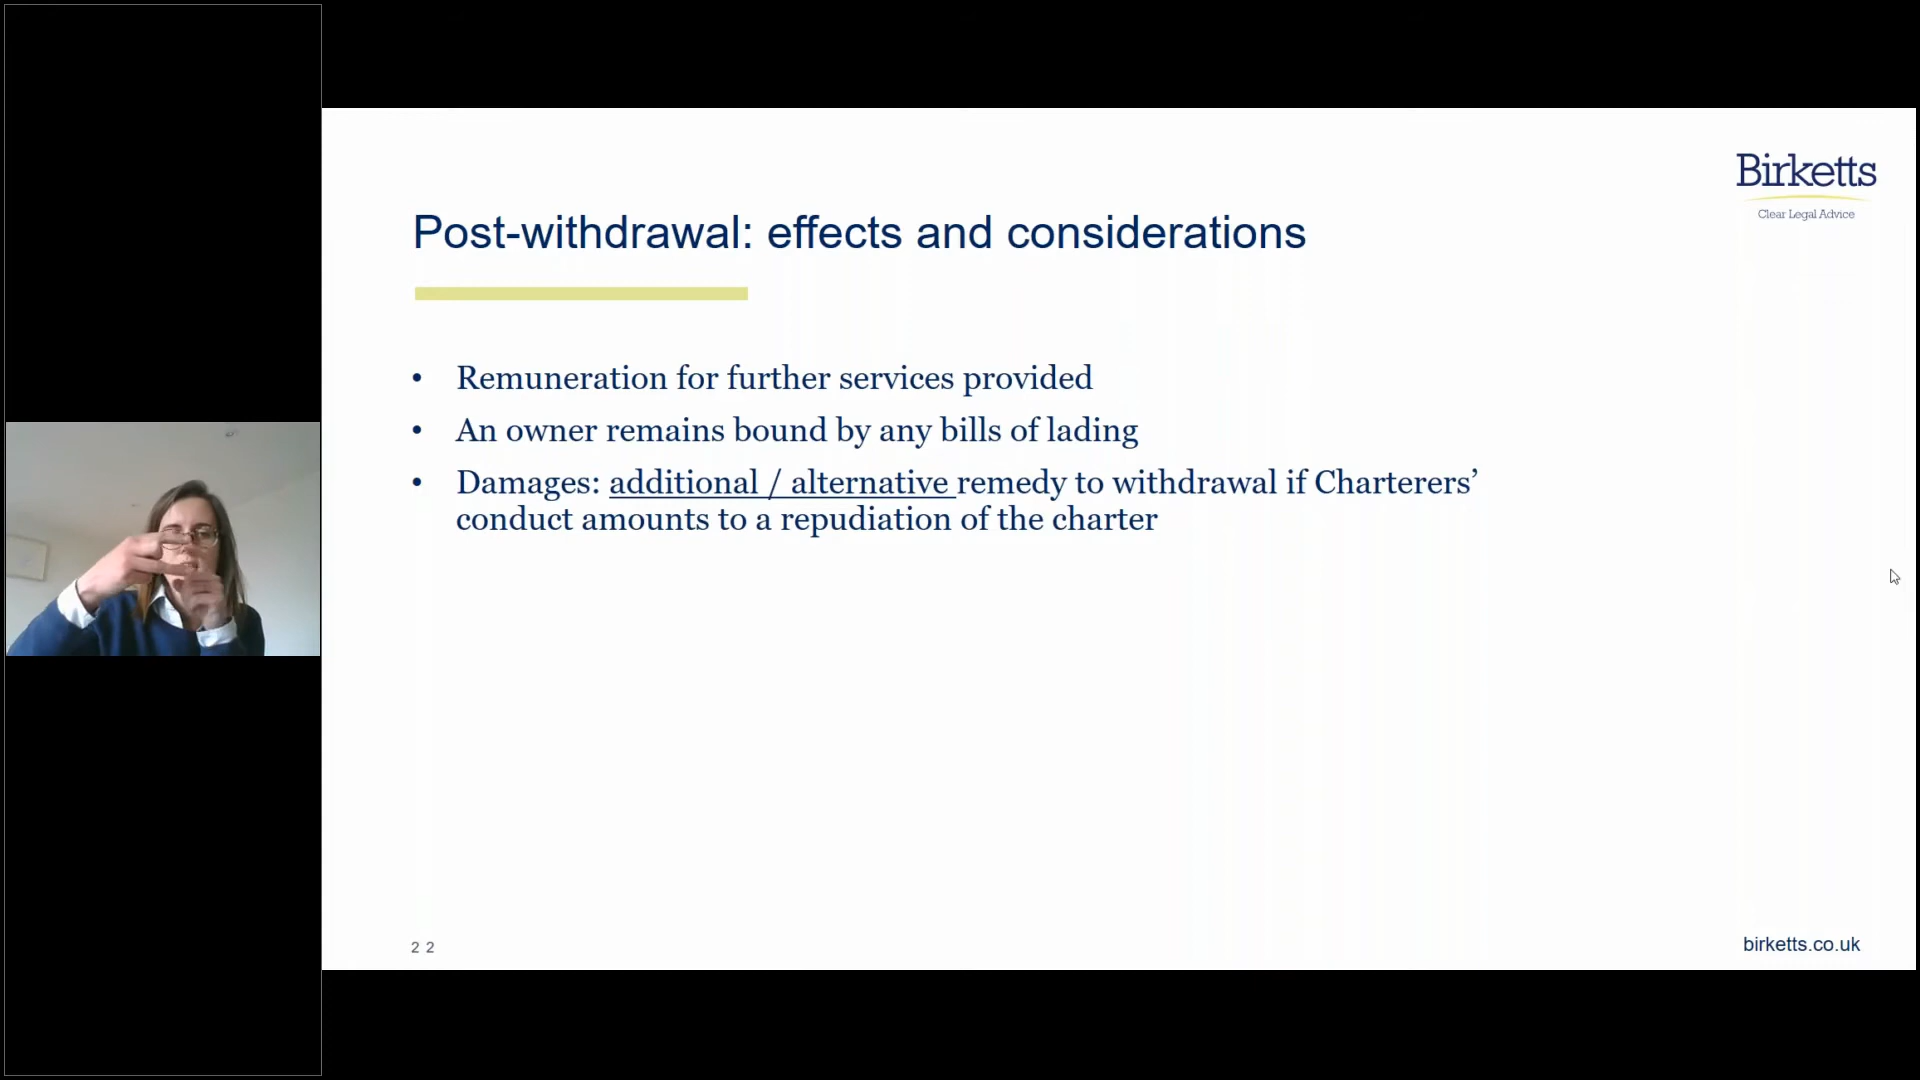 Birketts
Clear Legal Advice
Post-withdrawal: effects and considerations
• Remuneration for further services provided
• An owner remains bound by any bills of lading
• Damages: additional / alternative remedy to withdrawal if Charterers’
conduct amounts to a repudiation of the charter
22
birketts.co.uk